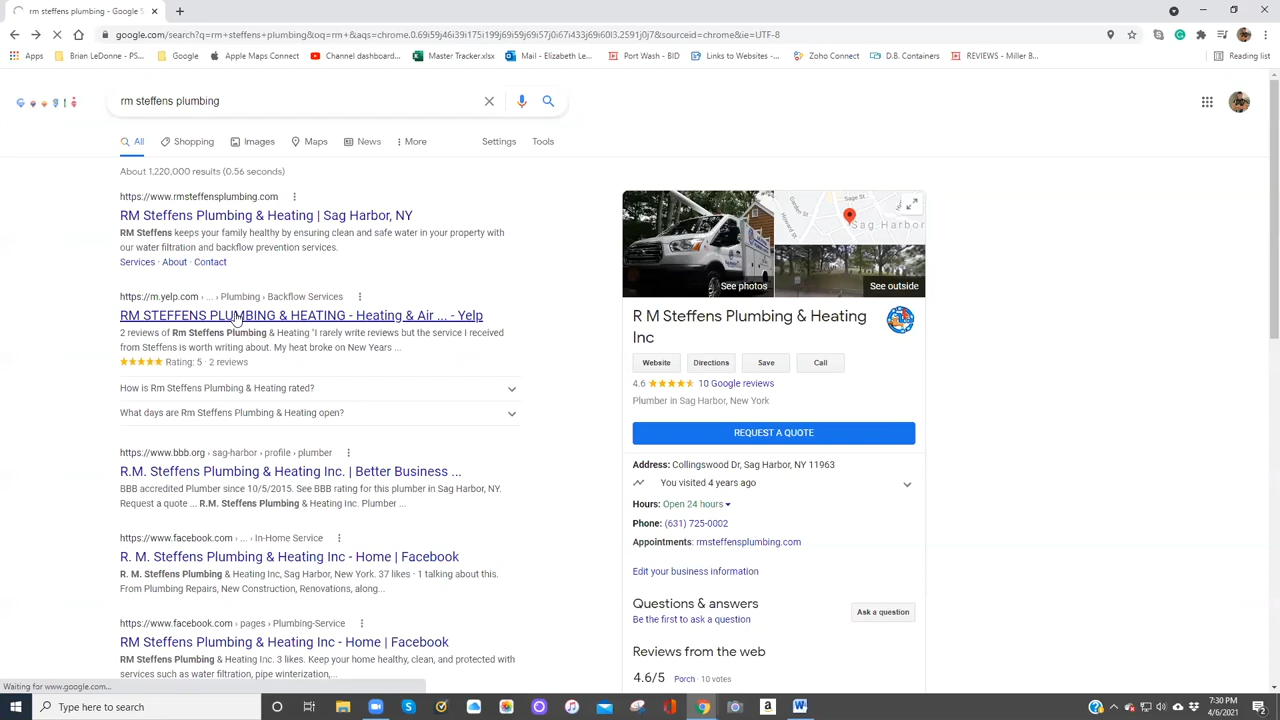 rm steffens plumbing - Google S
google.com/search?q=rm+steffens+plumbing&oq=rm+&aqs=chrome.0.69i59j46i39i175i199j69i59j69i57j0i67i433j69i60l3.2591j0j7&sourceid=chrome&ie=UTF-8
Apps Brian LeDonne - PS... Google Apple Maps Connect Channel dashboard... Master Tracker.xlsx Mail - Elizabeth Le... Port Wash - BID Links to Websites -... Zoho Connect D.B. Containers REVIEWS - Miller B... Reading list
rm steffens plumbing
All Shopping Images Maps News More Settings Tools
About 1,220,000 results (0.56 seconds)
https://www.rmsteffensplumbing.com
RM Steffens Plumbing & Heating | Sag Harbor, NY
RM Steffens keeps your family healthy by ensuring clean and safe water in your property with
our water filtration and backflow prevention services.
Services · About · Contact
https://m.yelp.com › ... › Plumbing › Backflow Services
RM STEFFENS PLUMBING & HEATING - Heating & Air ... - Yelp
2 reviews of Rm Steffens Plumbing & Heating "I rarely write reviews but the service I received
from Steffens is worth writing about. My heat broke on New Years ...
Rating: 5 · 2 reviews
How is Rm Steffens Plumbing & Heating rated?
What days are Rm Steffens Plumbing & Heating open?
https://www.bbb.org › sag-harbor › profile › plumber
R.M. Steffens Plumbing & Heating Inc. | Better Business ...
BBB accredited Plumber since 10/5/2015. See BBB rating for this plumber in Sag Harbor, NY.
Request a quote ... R.M. Steffens Plumbing & Heating Inc. Plumber ...
https://www.facebook.com › ... › In-Home Service
R. M. Steffens Plumbing & Heating Inc - Home | Facebook
R. M. Steffens Plumbing & Heating Inc, Sag Harbor, New York. 37 likes · 1 talking about this.
From Plumbing Repairs, New Construction, Renovations, along...
https://www.facebook.com › pages › Plumbing-Service
RM Steffens Plumbing & Heating Inc - Home | Facebook
RM Steffens Plumbing & Heating Inc. 3 likes. Keep your home healthy, clean, and protected with
services such as water filtration, pipe winterization,...
Sage St
Sag Harbor
See photos
See outside
R M Steffens Plumbing & Heating
Inc
Website Directions Save Call
4.6 10 Google reviews
Plumber in Sag Harbor, New York
REQUEST A QUOTE
Address: Collingswood Dr, Sag Harbor, NY 11963
You visited 4 years ago
Hours: Open 24 hours
Phone: (631) 725-0002
Appointments: rmsteffensplumbing.com
Edit your business information
Questions & answers
Be the first to ask a question
Ask a question
Reviews from the web
4.6/5 Porch · 10 votes
Waiting for www.google.com...
Type here to search
7:30 PM
4/6/2021